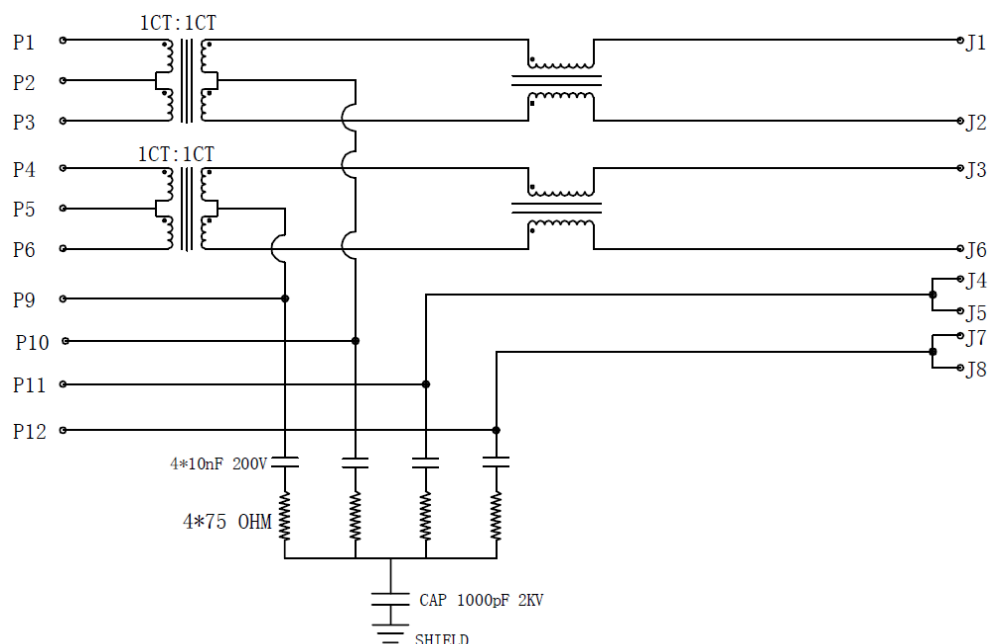 1CT:1CT
P1
J1
P2
P3
J2
1CT:1CT
P4
J3
P5
P6
J6
J4
P9
J5
P10
J7
J8
P11
P12
4*10nF 200V
4*75 OHM
CAP 1000pF 2KV
SHIELD